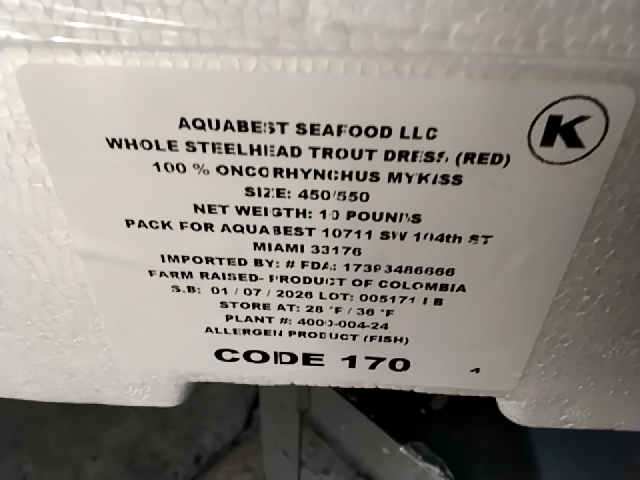 AQUABEST SEAFOOD LLC
K
WHOLE STEELHEAD TROUT DRESS, (RED)
100 % ONCORHYNCHUS MYKISS
SIZE: 450/550
NET WEIGTH: 10 POUNDS
PACK FOR AQUABEST 10711 SW 104th ST
MIAMI 33176
IMPORTED BY: # FDA: 17393486666
FARM RAISED- PRODUCT OF COLOMBIA
S.B: 01 / 07 / 2026 LOT: 005171 I B
STORE AT: 28 °F / 36 °F
PLANT #: 4000-004-24
ALLERGEN PRODUCT (FISH)
CODE 170
4